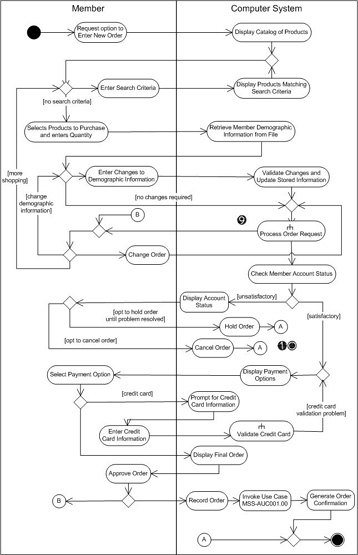 Member
Computer System
Request option to
Enter New Order
Display Catalog of Products
Enter Search Criteria
Display Products Matching
Search Criteria
[no search criteria]
Selects Products to Purchase
and enters Quantity
Retrieve Member Demographic
Information from File
[more
shopping]
Enter Changes to
Demographic Information
Validate Changes and
Update Stored Information
[change
demographic
information]
[no changes required]
B
Process Order Request
Change Order
Check Member Account Status
Display Account
Status
[unsatisfactory]
[satisfactory]
[opt to hold order
until problem resolved]
Hold Order
A
[opt to cancel order]
Cancel Order
A
Select Payment Option
Display Payment
Options
[credit card]
Prompt for Credit
Card Information
[credit card
validation problem]
Enter Credit
Card Information
Validate Credit Card
Display Final Order
Approve Order
B
Record Order
Invoke Use Case
MSS-AUC001.00
Generate Order
Confirmation
A